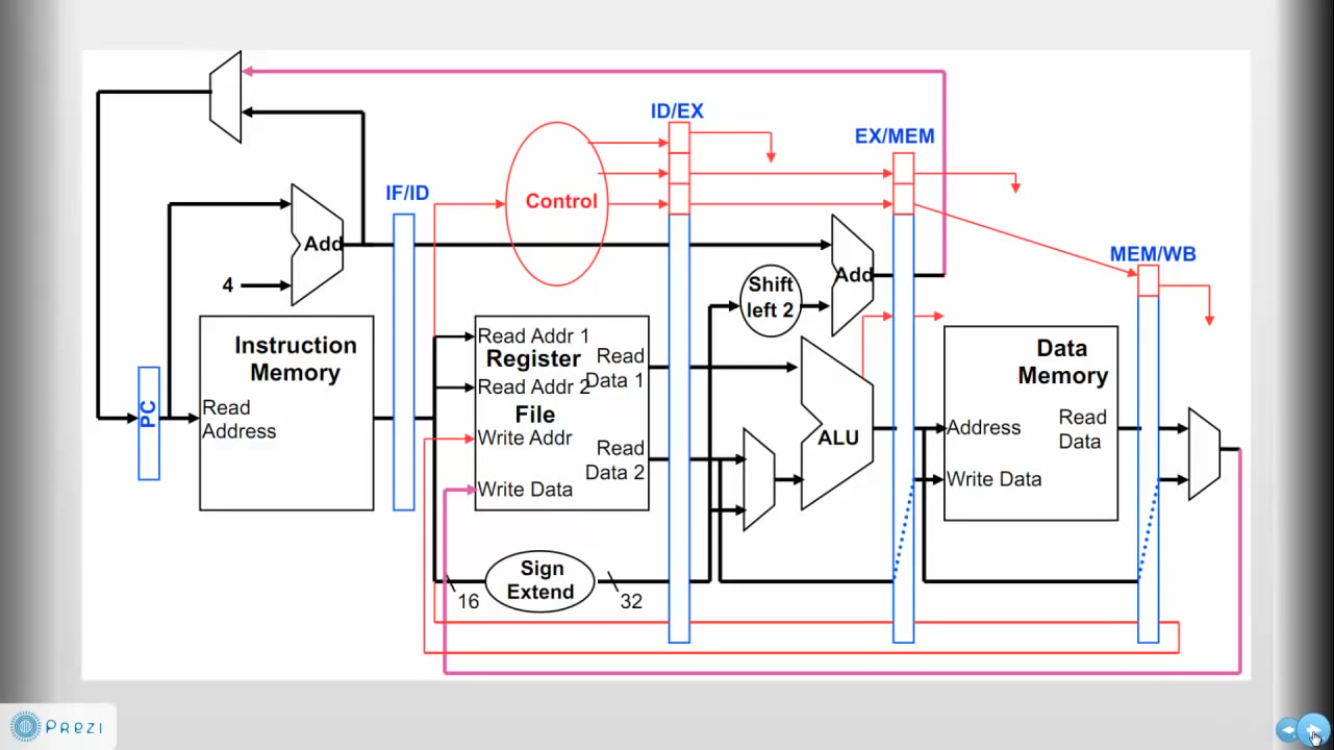 ID/EX
EX/MEM
IF/ID
Control
Add
4
MEM/WB
Add
Shift
left 2
Instruction
Memory
PC
Read
Address
Read Addr 1
Register
Read Addr 2
File
Write Addr
Write Data
Read
Data 1
Read
Data 2
ALU
Data
Memory
Address
Read
Data
Write Data
Sign
Extend
16
32
Prezi